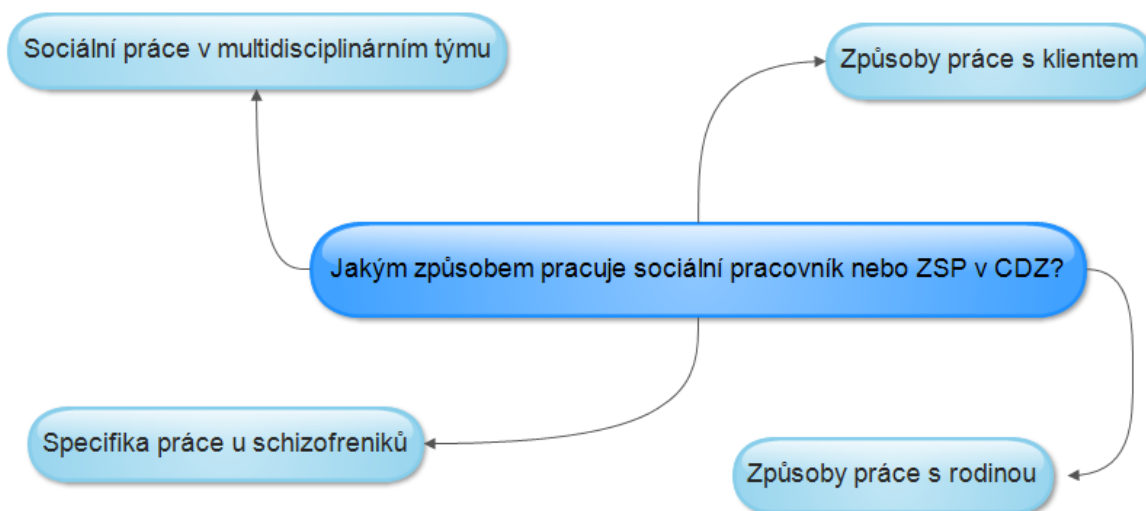 Sociální práce v multidisciplinárním týmu
Způsoby práce s klientem
Jakým způsobem pracuje sociální pracovník nebo ZSP v CDZ?
Specifika práce u schizofreniků
Způsoby práce s rodinou